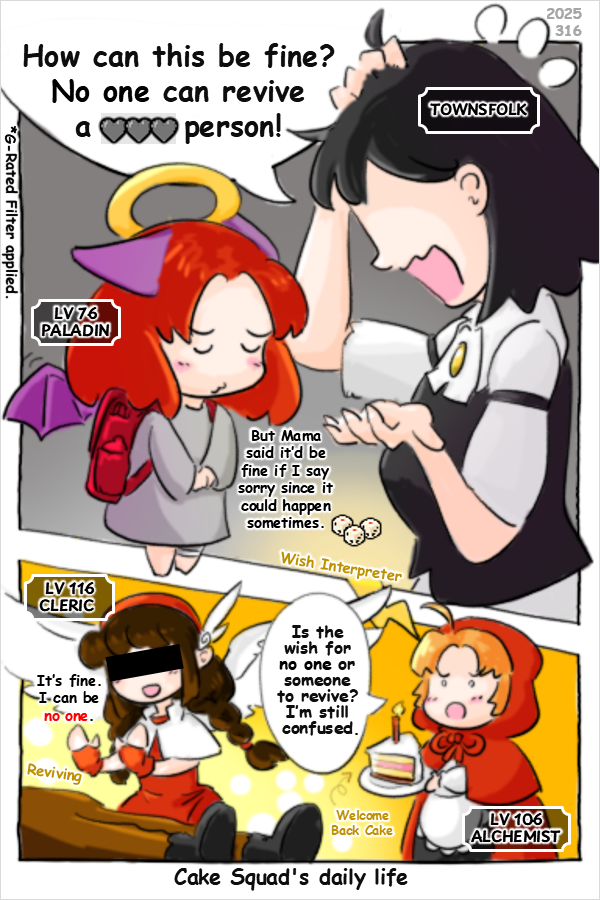 2025
316
How can this be fine?
No one can revive
a 🖤🖤🖤 person!
TOWNSFOLK
*G-Rated Filter applied.
LV 76
PALADIN
But Mama
said it'd be
fine if I say
sorry since it
could happen
sometimes.
Wish Interpreter
LV 116
CLERIC
It's fine.
I can be
no one.
Reviving
Is the
wish for
no one or
someone
to revive?
I'm still
confused.
Welcome
Back Cake
LV 106
ALCHEMIST
Cake Squad's daily life